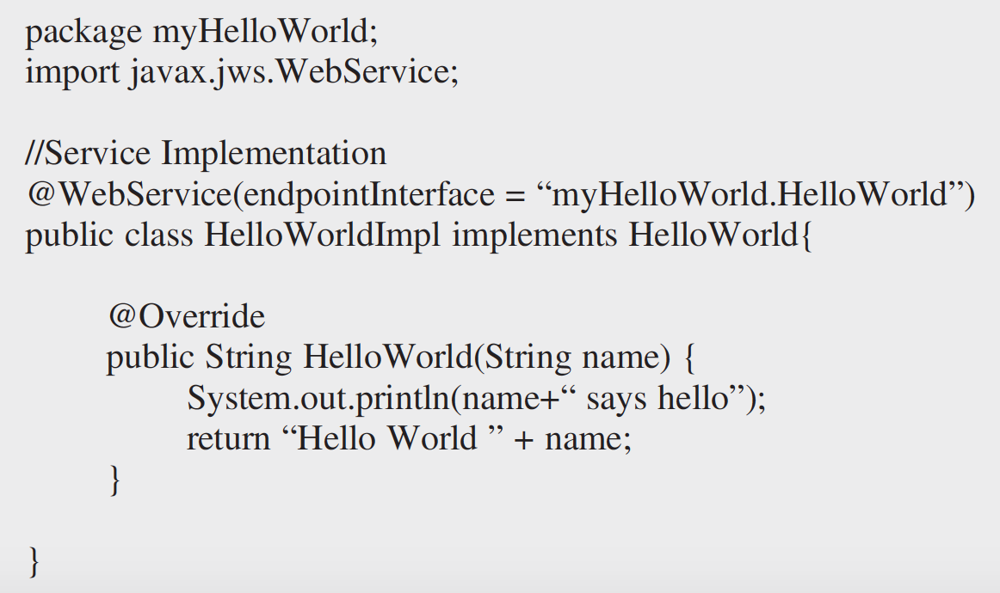 package myHelloWorld;
import javax.jws.WebService;
//Service Implementation
@WebService(endpointInterface = “myHelloWorld.HelloWorld”)
public class HelloWorldImpl implements HelloWorld{
@Override
public String HelloWorld(String name) {
System.out.println(name+“ says hello”);
return “Hello World ” + name;
}
}